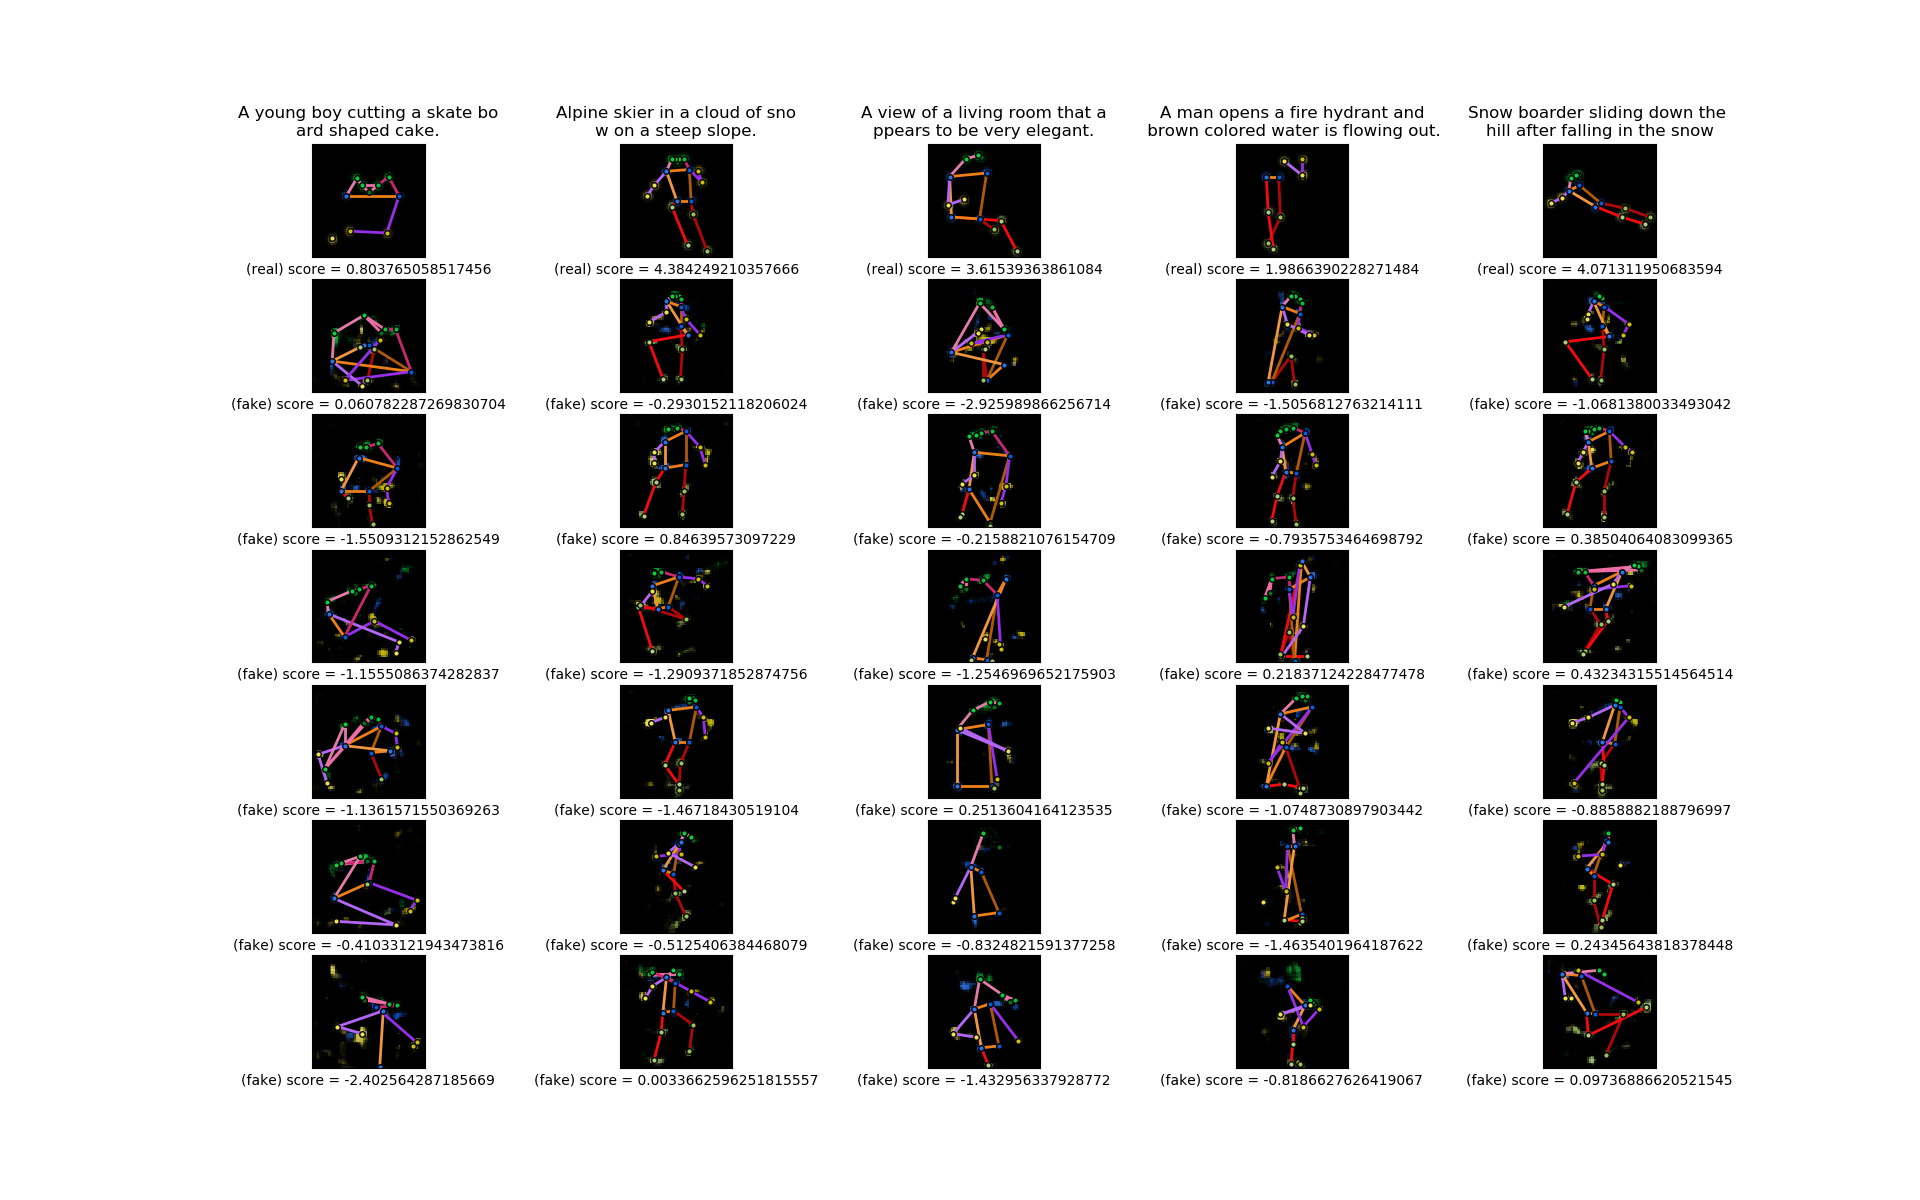 A young boy cutting a skate bo
ard shaped cake.
Alpine skier in a cloud of sno
w on a steep slope.
A view of a living room that a
ppears to be very elegant.
A man opens a fire hydrant and
brown colored water is flowing out.
Snow boarder sliding down the
hill after falling in the snow
(real) score = 0.803765058517456
(real) score = 4.384249210357666
(real) score = 3.61539363861084
(real) score = 1.9866390228271484
(real) score = 4.071311950683594
(fake) score = 0.060782287269830704
(fake) score = -0.2930152118206024
(fake) score = -2.925989866256714
(fake) score = -1.5056812763214111
(fake) score = -1.0681380033493042
(fake) score = -1.5509312152862549
(fake) score = 0.84639573097229
(fake) score = -0.2158821076154709
(fake) score = -0.7935753464698792
(fake) score = 0.38504064083099365
(fake) score = -1.1555086374282837
(fake) score = -1.2909371852874756
(fake) score = -1.2546969652175903
(fake) score = 0.21837124228477478
(fake) score = 0.43234315514564514
(fake) score = -1.1361571550369263
(fake) score = -1.46718430519104
(fake) score = 0.2513604164123535
(fake) score = -1.0748730897903442
(fake) score = -0.8858882188796997
(fake) score = -0.41033121943473816
(fake) score = -0.5125406384468079
(fake) score = -0.8324821591377258
(fake) score = -1.4635401964187622
(fake) score = 0.24345643818378448
(fake) score = -2.402564287185669
(fake) score = 0.0033662596251815557
(fake) score = -1.432956337928772
(fake) score = -0.8186627626419067
(fake) score = 0.09736886620521545